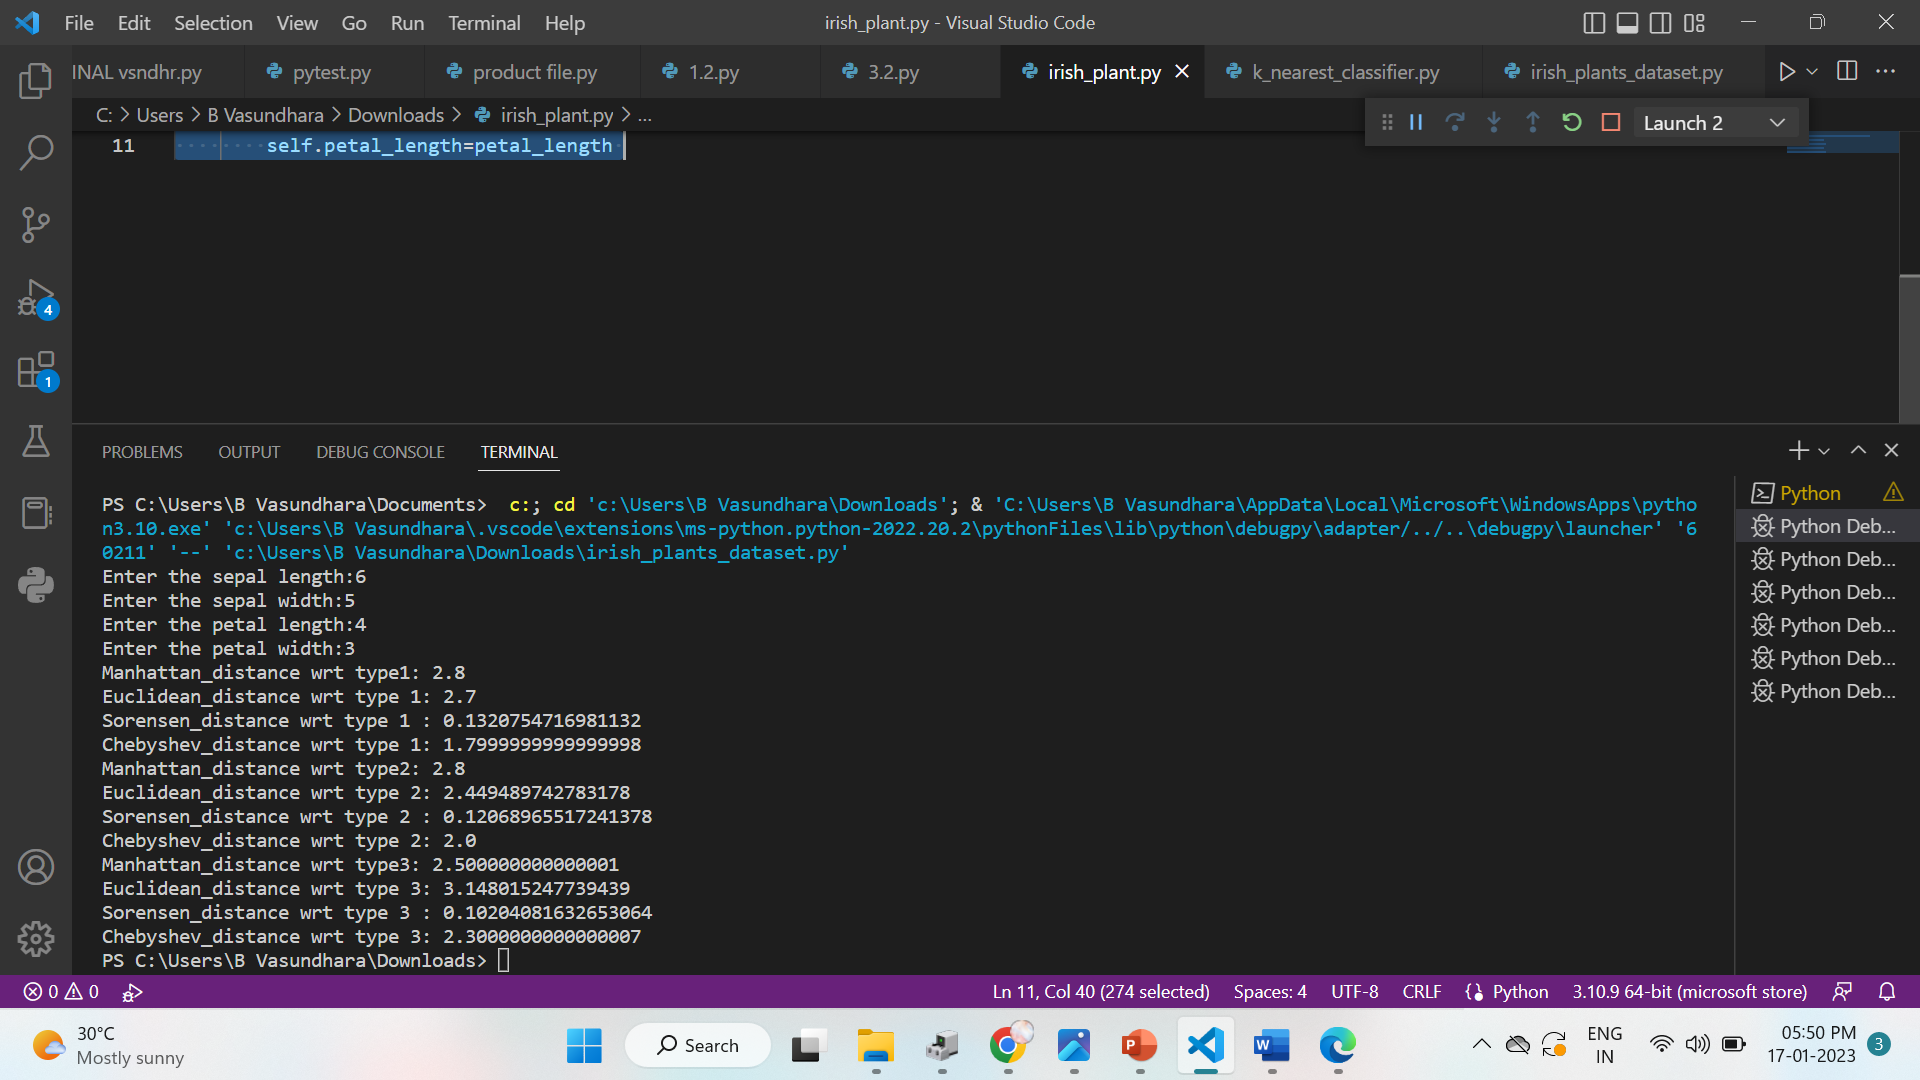 File Edit Selection View Go Run Terminal Help
irish_plant.py - Visual Studio Code
INAL vsndhr.py pytest.py product file.py 1.2.py 3.2.py irish_plant.py k_nearest_classifier.py irish_plants_dataset.py
C: > Users > B Vasundhara > Downloads > irish_plant.py > ...
Launch 2
11 self.petal_length=petal_length
4
1
PROBLEMS OUTPUT DEBUG CONSOLE TERMINAL
PS C:\Users\B Vasundhara\Documents>  c:; cd 'c:\Users\B Vasundhara\Downloads'; & 'C:\Users\B Vasundhara\AppData\Local\Microsoft\WindowsApps\pytho
n3.10.exe' 'c:\Users\B Vasundhara\.vscode\extensions\ms-python.python-2022.20.2\pythonFiles\lib\python\debugpy\adapter/../..\debugpy\launcher' '6
0211' '--' 'c:\Users\B Vasundhara\Downloads\irish_plants_dataset.py'
Enter the sepal length:6
Enter the sepal width:5
Enter the petal length:4
Enter the petal width:3
Manhattan_distance wrt type1: 2.8
Euclidean_distance wrt type 1: 2.7
Sorensen_distance wrt type 1 : 0.1320754716981132
Chebyshev_distance wrt type 1: 1.7999999999999998
Manhattan_distance wrt type2: 2.8
Euclidean_distance wrt type 2: 2.449489742783178
Sorensen_distance wrt type 2 : 0.12068965517241378
Chebyshev_distance wrt type 2: 2.0
Manhattan_distance wrt type3: 2.500000000000001
Euclidean_distance wrt type 3: 3.148015247739439
Sorensen_distance wrt type 3 : 0.10204081632653064
Chebyshev_distance wrt type 3: 2.3000000000000007
PS C:\Users\B Vasundhara\Downloads>
Python
Python Deb...
Python Deb...
Python Deb...
Python Deb...
Python Deb...
Python Deb...
0 0 Ln 11, Col 40 (274 selected) Spaces: 4 UTF-8 CRLF Python 3.10.9 64-bit (microsoft store)
30°C
Mostly sunny
Search
ENG
IN
05:50 PM
17-01-2023
3